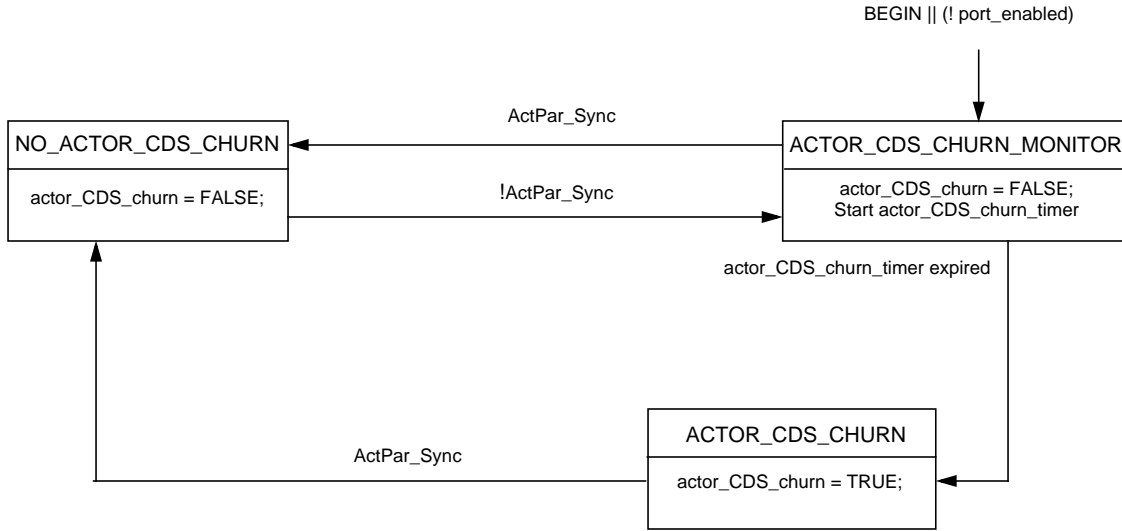 BEGIN || (! port_enabled)
ActPar_Sync
NO_ACTOR_CDS_CHURN
ACTOR_CDS_CHURN_MONITOR
actor_CDS_churn = FALSE;
!ActPar_Sync
actor_CDS_churn = FALSE;
Start actor_CDS_churn_timer
actor_CDS_churn_timer expired
ACTOR_CDS_CHURN
ActPar_Sync
actor_CDS_churn = TRUE;